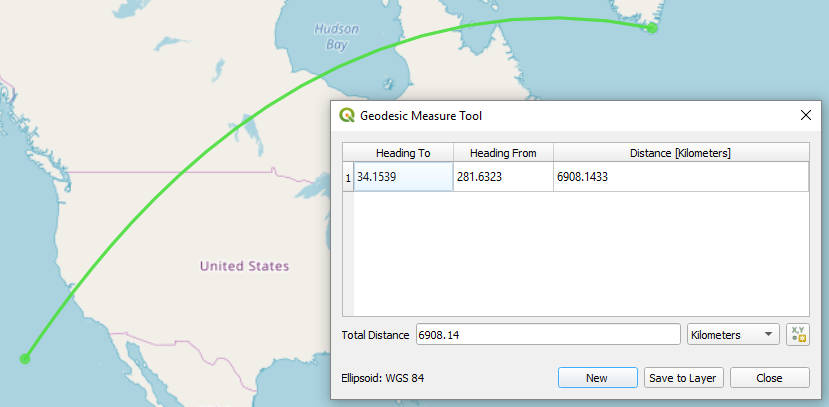 Hudson
Bay
United States
Geodesic Measure Tool
Heading To Heading From Distance [Kilometers]
1 34.1539 281.6323 6908.1433
Total Distance 6908.14 Kilometers X,Y
Ellipsoid: WGS 84 New Save to Layer Close